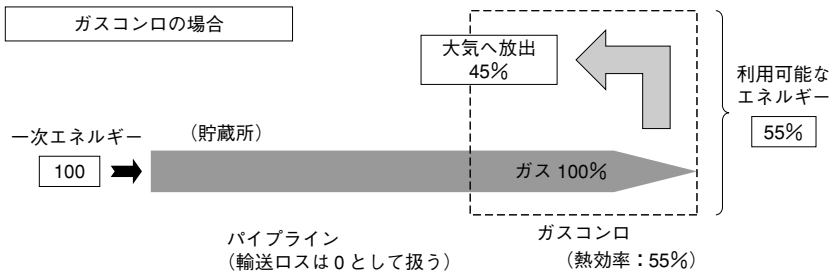 ガスコンロの場合
大気へ放出
45%
利用可能な
エネルギー
55%
一次エネルギー
100
（貯蔵所）
ガス 100%
パイプライン
（輸送ロスは 0 として扱う）
ガスコンロ
（熱効率：55%）